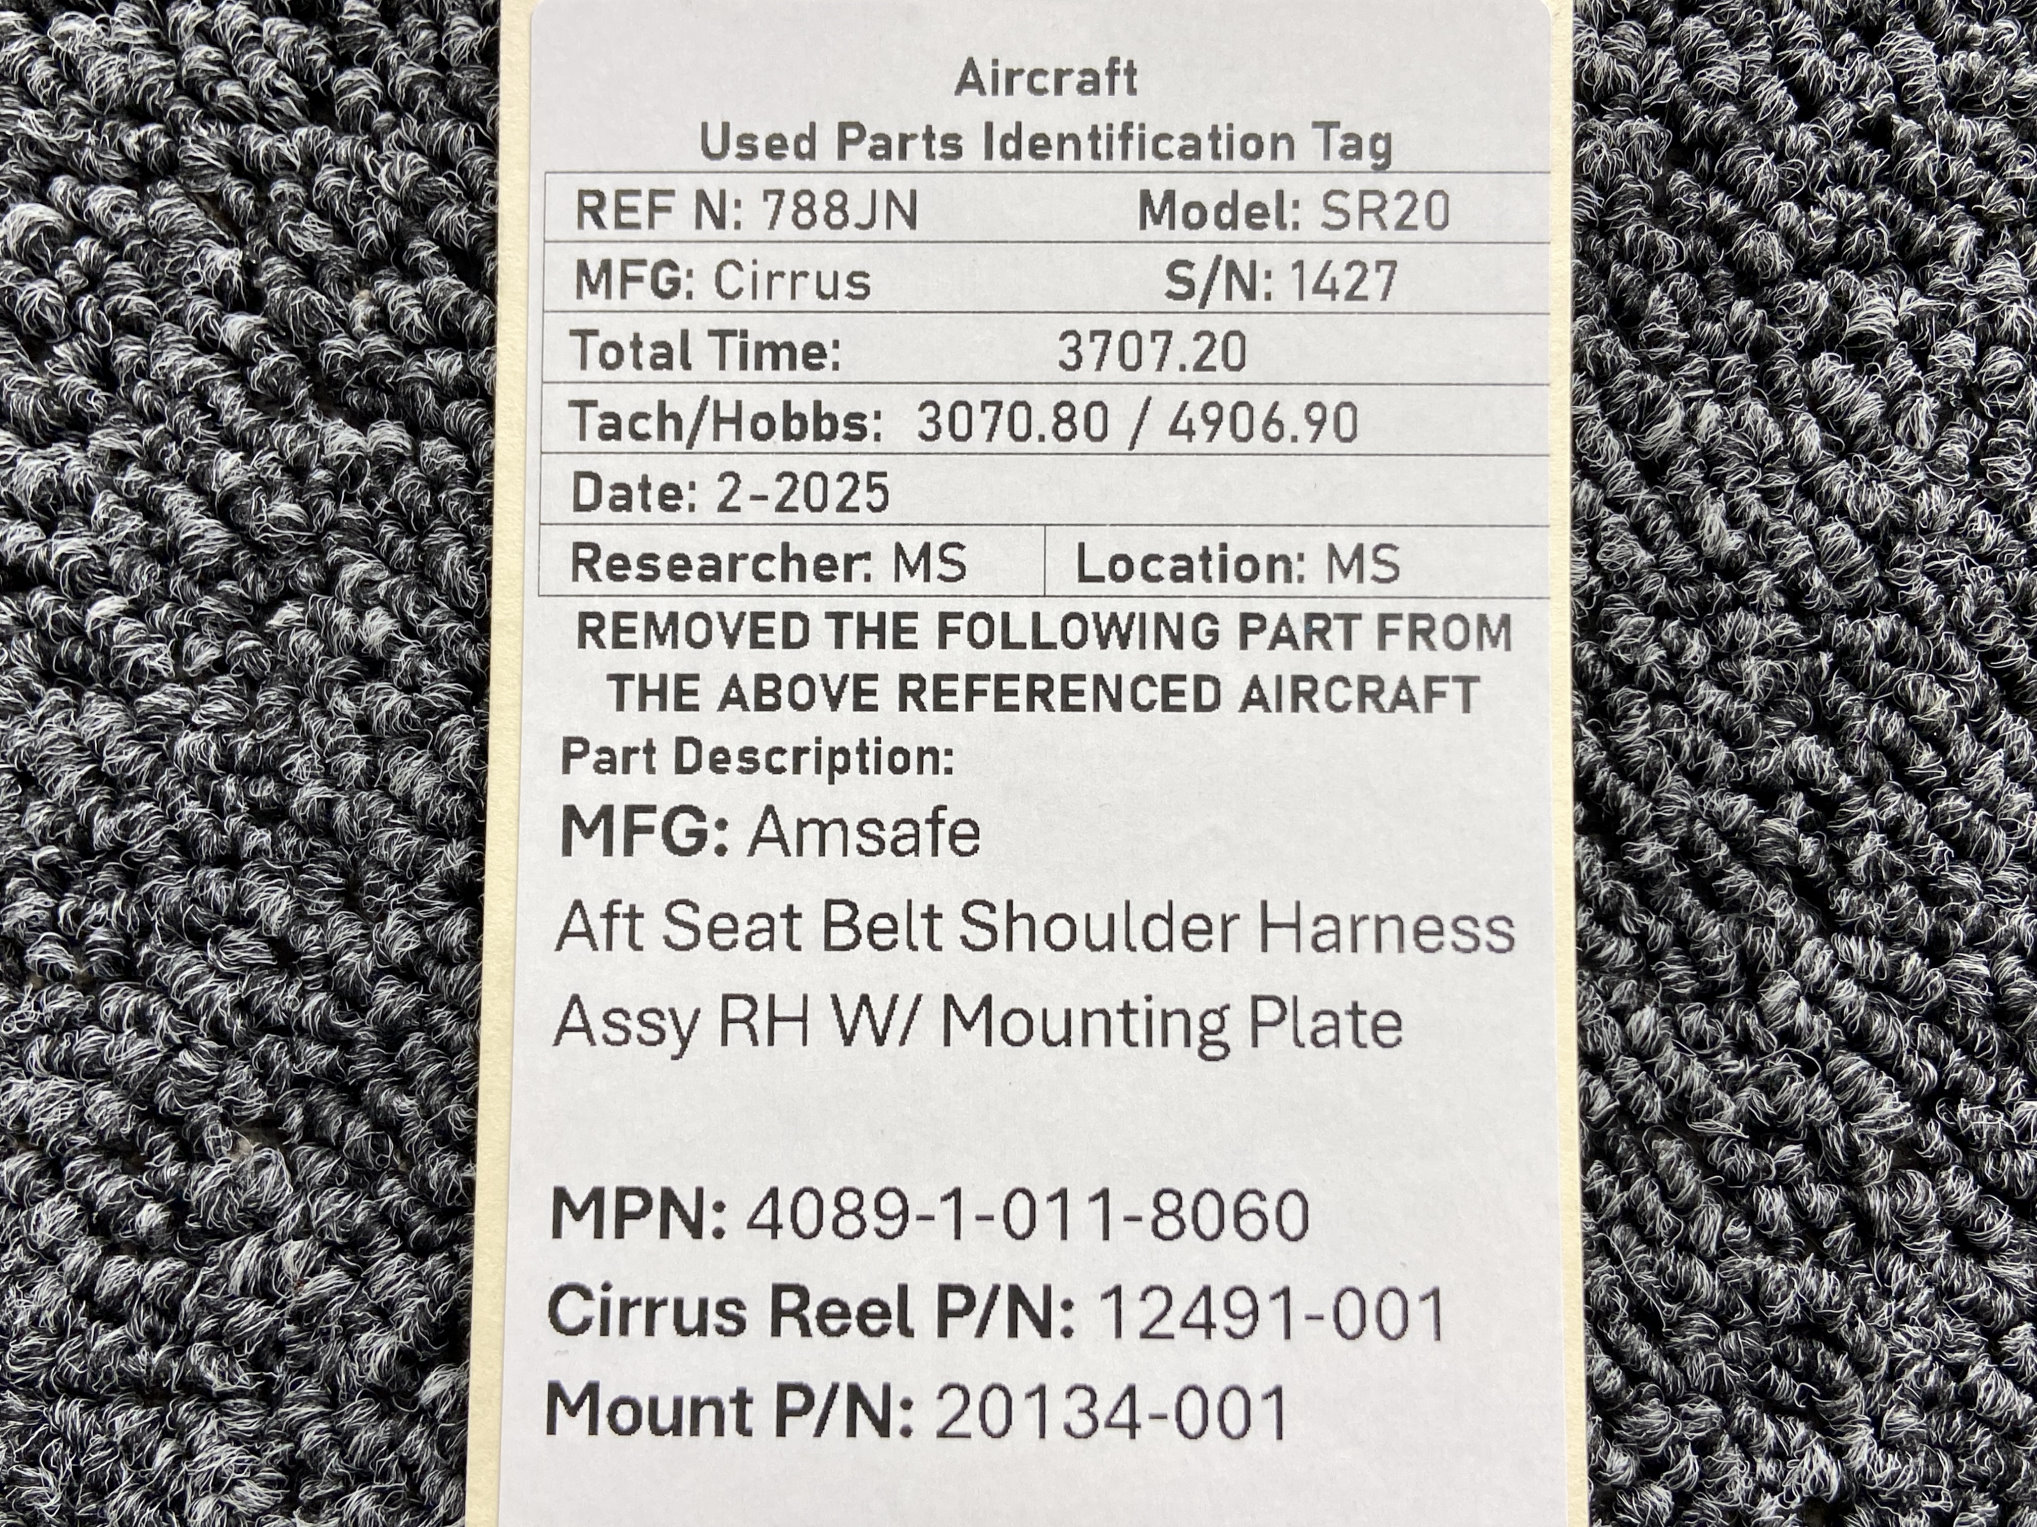 Aircraft
Used Parts Identification Tag
REF N: 788JN Model: SR20
MFG: Cirrus S/N: 1427
Total Time: 3707.20
Tach/Hobbs: 3070.80 / 4906.90
Date: 2-2025
Researcher: MS Location: MS
REMOVED THE FOLLOWING PART FROM
THE ABOVE REFERENCED AIRCRAFT
Part Description:
MFG: Amsafe
Aft Seat Belt Shoulder Harness
Assy RH W/ Mounting Plate
MPN: 4089-1-011-8060
Cirrus Reel P/N: 12491-001
Mount P/N: 20134-001